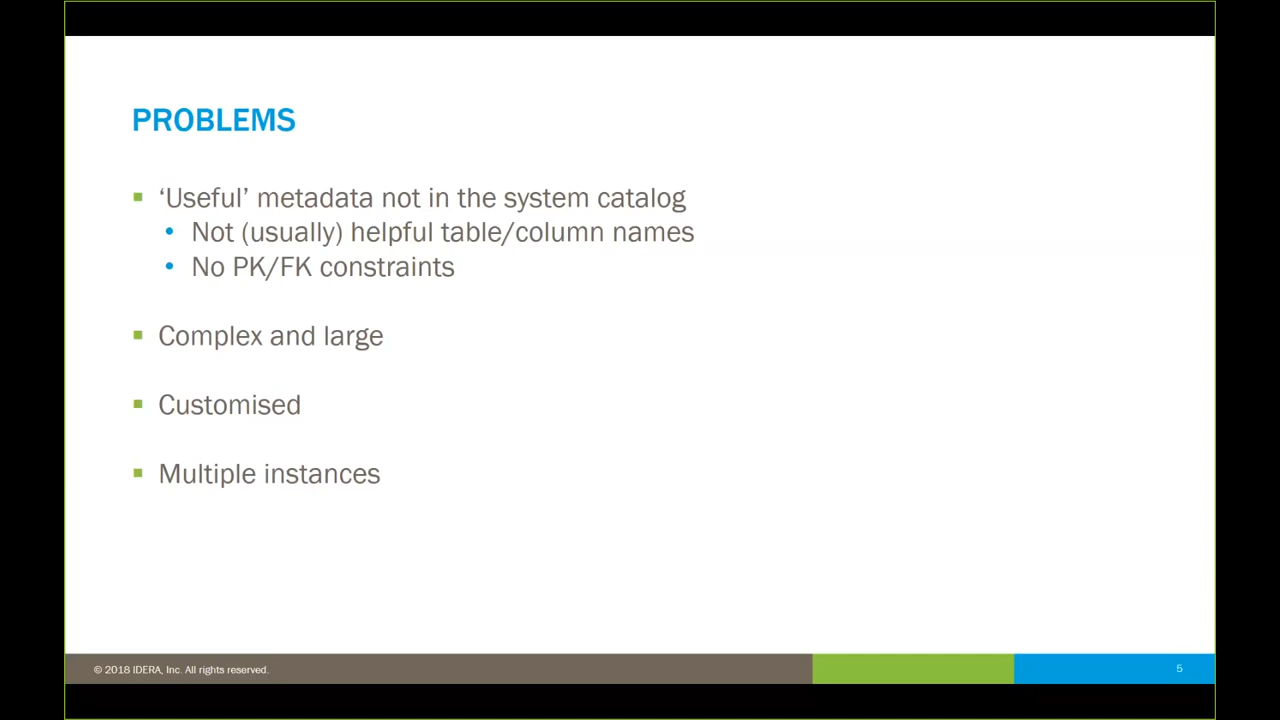 PROBLEMS
‘Useful’ metadata not in the system catalog
Not (usually) helpful table/column names
No PK/FK constraints
Complex and large
Customised
Multiple instances
© 2018 IDERA, Inc. All rights reserved.
5